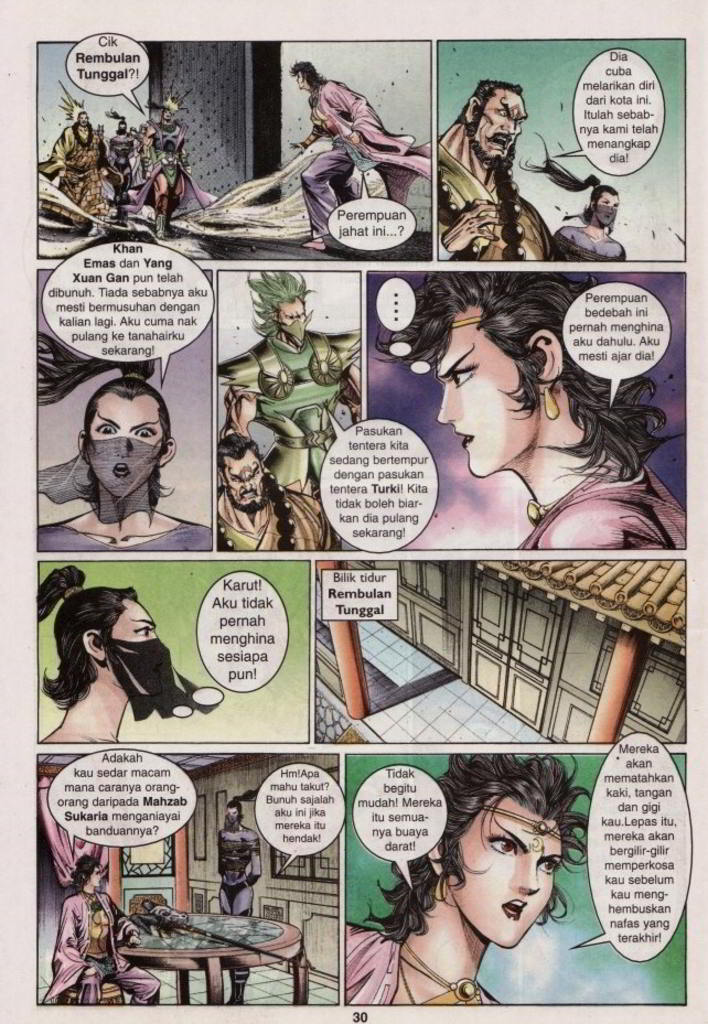 Cik
Rembulan
Tunggal?!
Perempuan
jahat ini...?
Dia
cuba
melarikan diri
dari kota ini.
Itulah sebab-
nya kami telah
menangkap
dia!
Khan
Emas dan Yang
Xuan Gan pun telah
dibunuh. Tiada sebabnya aku
mesti bermusuhan dengan
kalian lagi. Aku cuma nak
pulang ke tanahairku
sekarang!
Pasukan
tentera kita
sedang bertempur
dengan pasukan
tentera Turki! Kita
tidak boleh biar-
kan dia pulang
sekarang!
...
Perempuan
bedebah ini
pernah menghina
aku dahulu. Aku
mesti ajar dia!
Karut!
Aku tidak
pernah
menghina
sesiapa
pun!
Bilik tidur
Rembulan
Tunggal
Adakah
kau sedar macam
mana caranya orang-
orang daripada Mahzab
Sukaria menganiayai
banduannya?
Hm!Apa
mahu takut?
Bunuh sajalah
aku ini jika
mereka itu
hendak!
Tidak
begitu
mudah! Mereka
itu semua-
nya buaya
darat!
Mereka
akan
mematahkan
kaki, tangan
dan gigi
kau.Lepas itu,
mereka akan
bergilir-gilir
memperkosa
kau sebelum
kau meng-
hembuskan
nafas yang
terakhir!
30